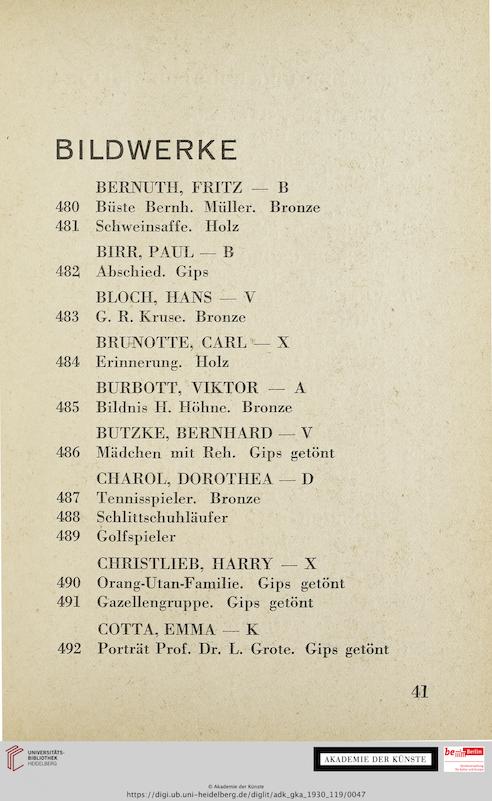 BILDWERKE
BERNUTH, FRITZ — B
480 Büste Bernh. Müller. Bronze
481 Schweinsaffe. Holz
BIRR, PAUL — B
482 Abschied. Gips
BLOCH, HANS — V
483 G. R. Kruse. Bronze
BRUNOTTE, CARL — X
484 Erinnerung. Holz
BURBOTT, VIKTOR — A
485 Bildnis H. Höhne. Bronze
BUTZKE, BERNHARD — V
486 Mädchen mit Reh. Gips getönt
CHAROL, DOROTHEA — D
487 Tennisspieler. Bronze
488 Schlittschuhläufer
489 Golfspieler
CHRISTLIEB, HARRY — X
490 Orang-Utan-Familie. Gips getönt
491 Gazellengruppe. Gips getönt
COTTA, EMMA — K
492 Porträt Prof. Dr. L. Grote. Gips getönt
41
UNIVERSITÄTS-
BIBLIOTHEK
HEIDELBERG
AKADEMIE DER KÜNSTE
be Berlin
© Akademie der Künste
https://digi.ub.uni-heidelberg.de/diglit/adk_gka_1930_119/0047